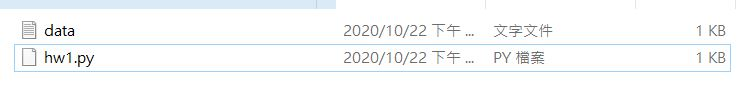 data 2020/10/22 下午 ... 文字文件 1 KB
hw1.py 2020/10/22 下午 ... PY 檔案 1 KB